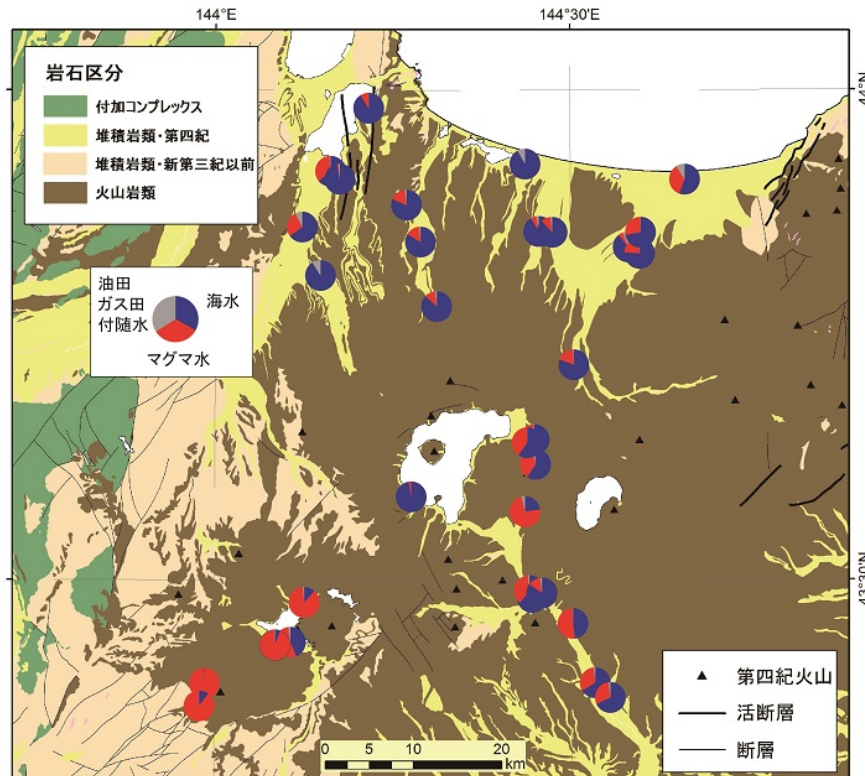 144°E
144°30'E
44°N
岩石区分
付加コンプレックス
堆積岩類・第四紀
堆積岩類・新第三紀以前
火山岩類
油田
ガス田
付随水
海水
マグマ水
43°30'N
第四紀火山
活断層
断層
0 5 10 20
km